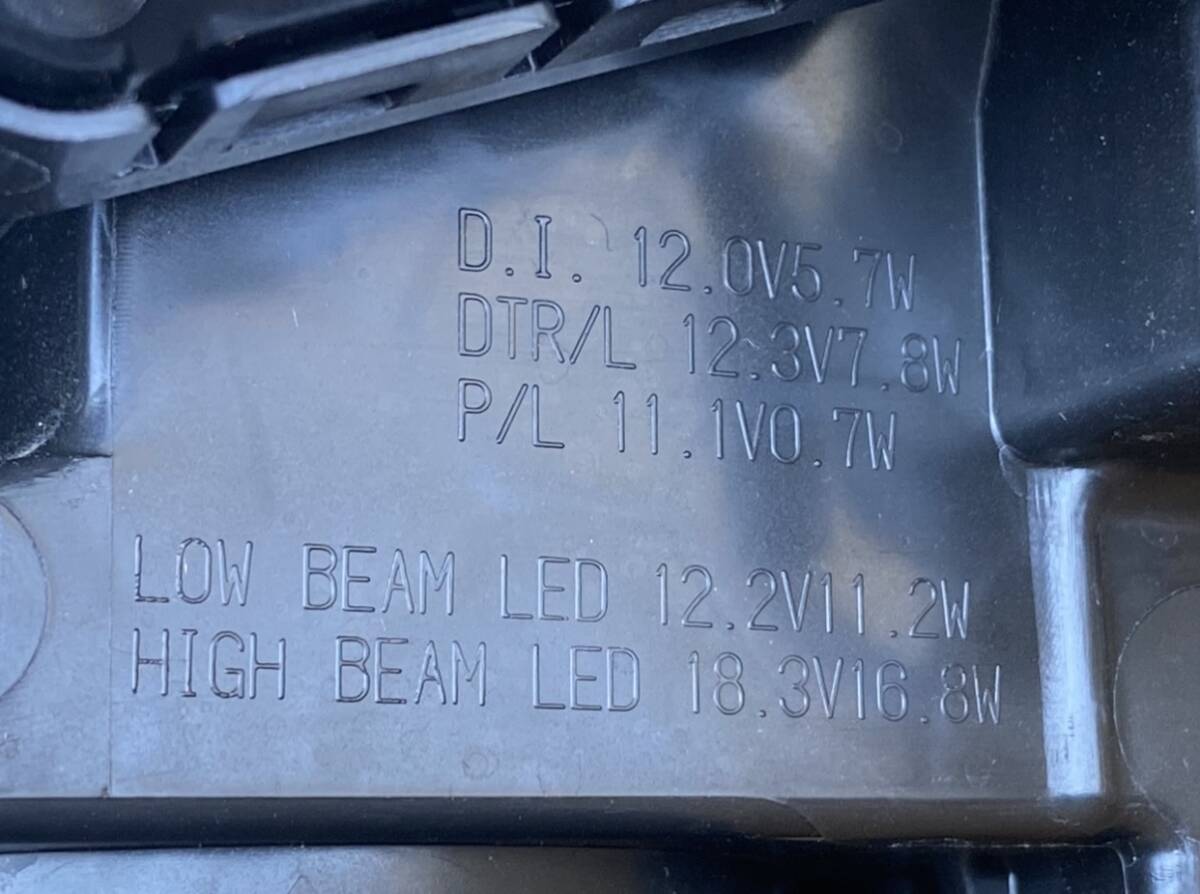 D.I. 12.0V5.7W
DTR/L 12.3V7.8W
P/L 11.1V0.7W
LOW BEAM LED 12.2V11.2W
HIGH BEAM LED 18.3V16.8W